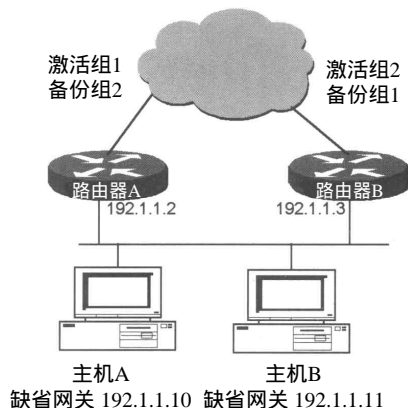 激活组1
备份组2
激活组2
备份组1
路由器A
路由器B
192.1.1.2
192.1.1.3
主机A
缺省网关 192.1.1.10
主机B
缺省网关 192.1.1.11